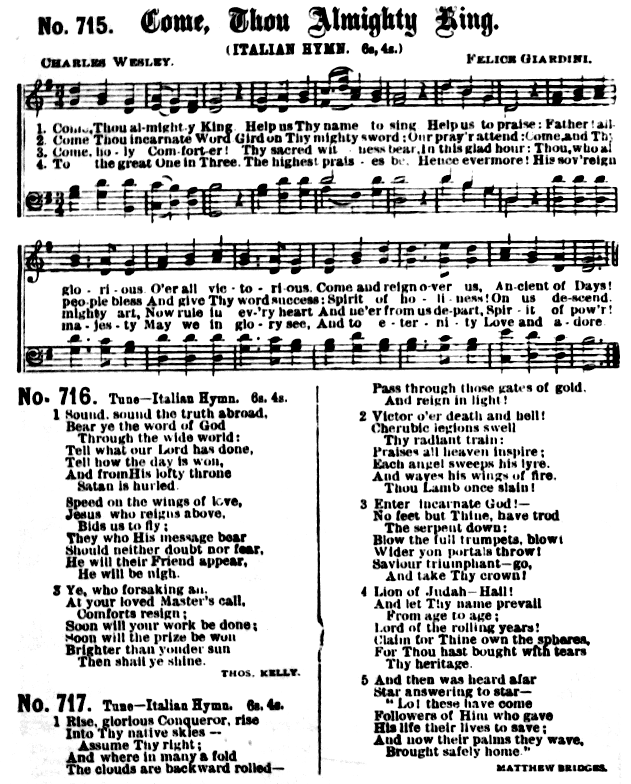 No. 715. Come, Thou Almighty King.
(ITALIAN HYMN. 6s, 4s.)
CHARLES WESLEY. FELICE GIARDINI.
1. Come, Thou al-might-y King Help us Thy name to sing Help us to praise: Father! all-
2. Come Thou incarnate Word Gird on Thy mighty sword; Our pray'r attend: Come, and Thy
3. Come, ho-ly Com-fort-er! Thy sacred wit-ness bear, In this glad hour: Thou, who al
4. To the great One in Three. The highest prais-es be. Hence evermore! His sov'reign
glo-ri-ous. O'er all vic-to-ri-ous. Come and reign o-ver us, An-cient of Days!
peo-ple bless And give Thy word success: Spirit of ho-li-ness! On us de-scend.
mighty art, Now rule in ev-'ry heart And ne'er from us de-part, Spir-it of pow'r!
ma-jes-ty May we in glo-ry see, And to e-ter-ni-ty Love and a-dore
No. 716. Tune—Italian Hymn. 6s. 4s.
1 Sound, sound the truth abroad,
Bear ye the word of God
Through the wide world:
Tell what our Lord has done,
Tell how the day is won,
And from His lofty throne
Satan is hurled.
Speed on the wings of love,
Jesus who reigns above,
Bids us to fly;
They who His message bear
Should neither doubt nor fear,
He will their Friend appear,
He will be nigh.
3 Ye, who forsaking all,
At your loved Master's call,
Comforts resign;
Soon will your work be done;
Soon will the prize be won
Brighter than yonder sun
Then shall ye shine.
THOS. KELLY.
No. 717. Tune—Italian Hymn. 6s. 4s.
1 Rise, glorious Conqueror, rise
Into Thy native skies—
Assume Thy right;
And where in many a fold
The clouds are backward rolled—
Pass through those gates of gold.
And reign in light!
2 Victor o'er death and hell!
Cherubic legions swell
Thy radiant train:
Praises all heaven inspire;
Each angel sweeps his lyre.
And waves his wings of fire.
Thou Lamb once slain!
3 Enter incarnate God!—
No feet but Thine, have trod
The serpent down:
Blow the full trumpets, blow!
Wider yon portals throw!
Saviour triumphant—go,
And take Thy crown!
4 Lion of Judah—Hail!
And let Thy name prevail
From age to age;
Lord of the rolling years!
Claim for Thine own the spheres,
For Thou hast bought with tears
Thy heritage.
5 And then was heard afar
Star answering to star—
"Lo! these have come
Followers of Him who gave
His life their lives to save;
And now their palms they wave,
Brought safely home."
MATTHEW BRIDGES.